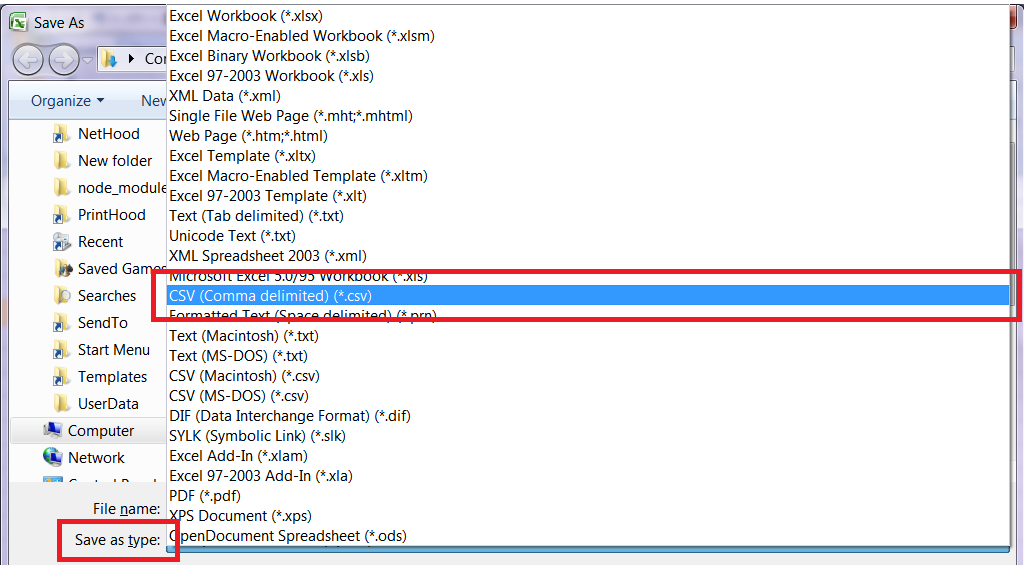 Save As
Excel Workbook (*.xlsx)
Excel Macro-Enabled Workbook (*.xlsm)
Excel Binary Workbook (*.xlsb)
Excel 97-2003 Workbook (*.xls)
XML Data (*.xml)
Single File Web Page (*.mht;*.mhtml)
Web Page (*.htm;*.html)
Excel Template (*.xltx)
Excel Macro-Enabled Template (*.xltm)
Excel 97-2003 Template (*.xlt)
Text (Tab delimited) (*.txt)
Unicode Text (*.txt)
XML Spreadsheet 2003 (*.xml)
Microsoft Excel 5.0/95 Workbook (*.xls)
CSV (Comma delimited) (*.csv)
Formatted Text (Space delimited) (*.prn)
Text (Macintosh) (*.txt)
Text (MS-DOS) (*.txt)
CSV (Macintosh) (*.csv)
CSV (MS-DOS) (*.csv)
DIF (Data Interchange Format) (*.dif)
SYLK (Symbolic Link) (*.slk)
Excel Add-In (*.xlam)
Excel 97-2003 Add-In (*.xla)
PDF (*.pdf)
XPS Document (*.xps)
OpenDocument Spreadsheet (*.ods)
Organize
New
NetHood
New folder
node_module
PrintHood
Recent
Saved Games
Searches
SendTo
Start Menu
Templates
UserData
Computer
Network
File name:
Save as type: